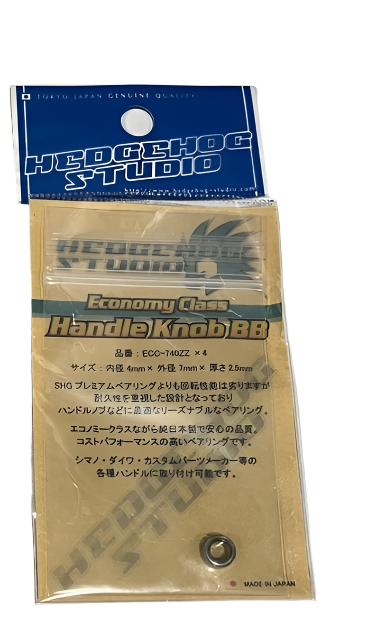 TOKYO JAPAN GENUINE QUALITY
HEDGEHOG
STUDIO
http://www.hedgehog-studio.com
HEDGEHOG
STUDIO
Economy Class
Handle Knob BB
品番：ECC-740ZZ ×4
サイズ：内径4mm× 外径7mm× 厚さ2.5mm
SHGプレミアムベアリングよりも回転性能は劣りますが
耐久性を重視した設計となっており
ハンドルノブなどに最適なリーズナブルなベアリング。
エコノミークラスながら純日本製で安心の品質。
コストパフォーマンスの高いベアリングです。
シマノ・ダイワ・カスタムパーツメーカー等の
各種ハンドルに取り付け可能です。
HEDGEHOG
STUDIO
MADE IN JAPAN